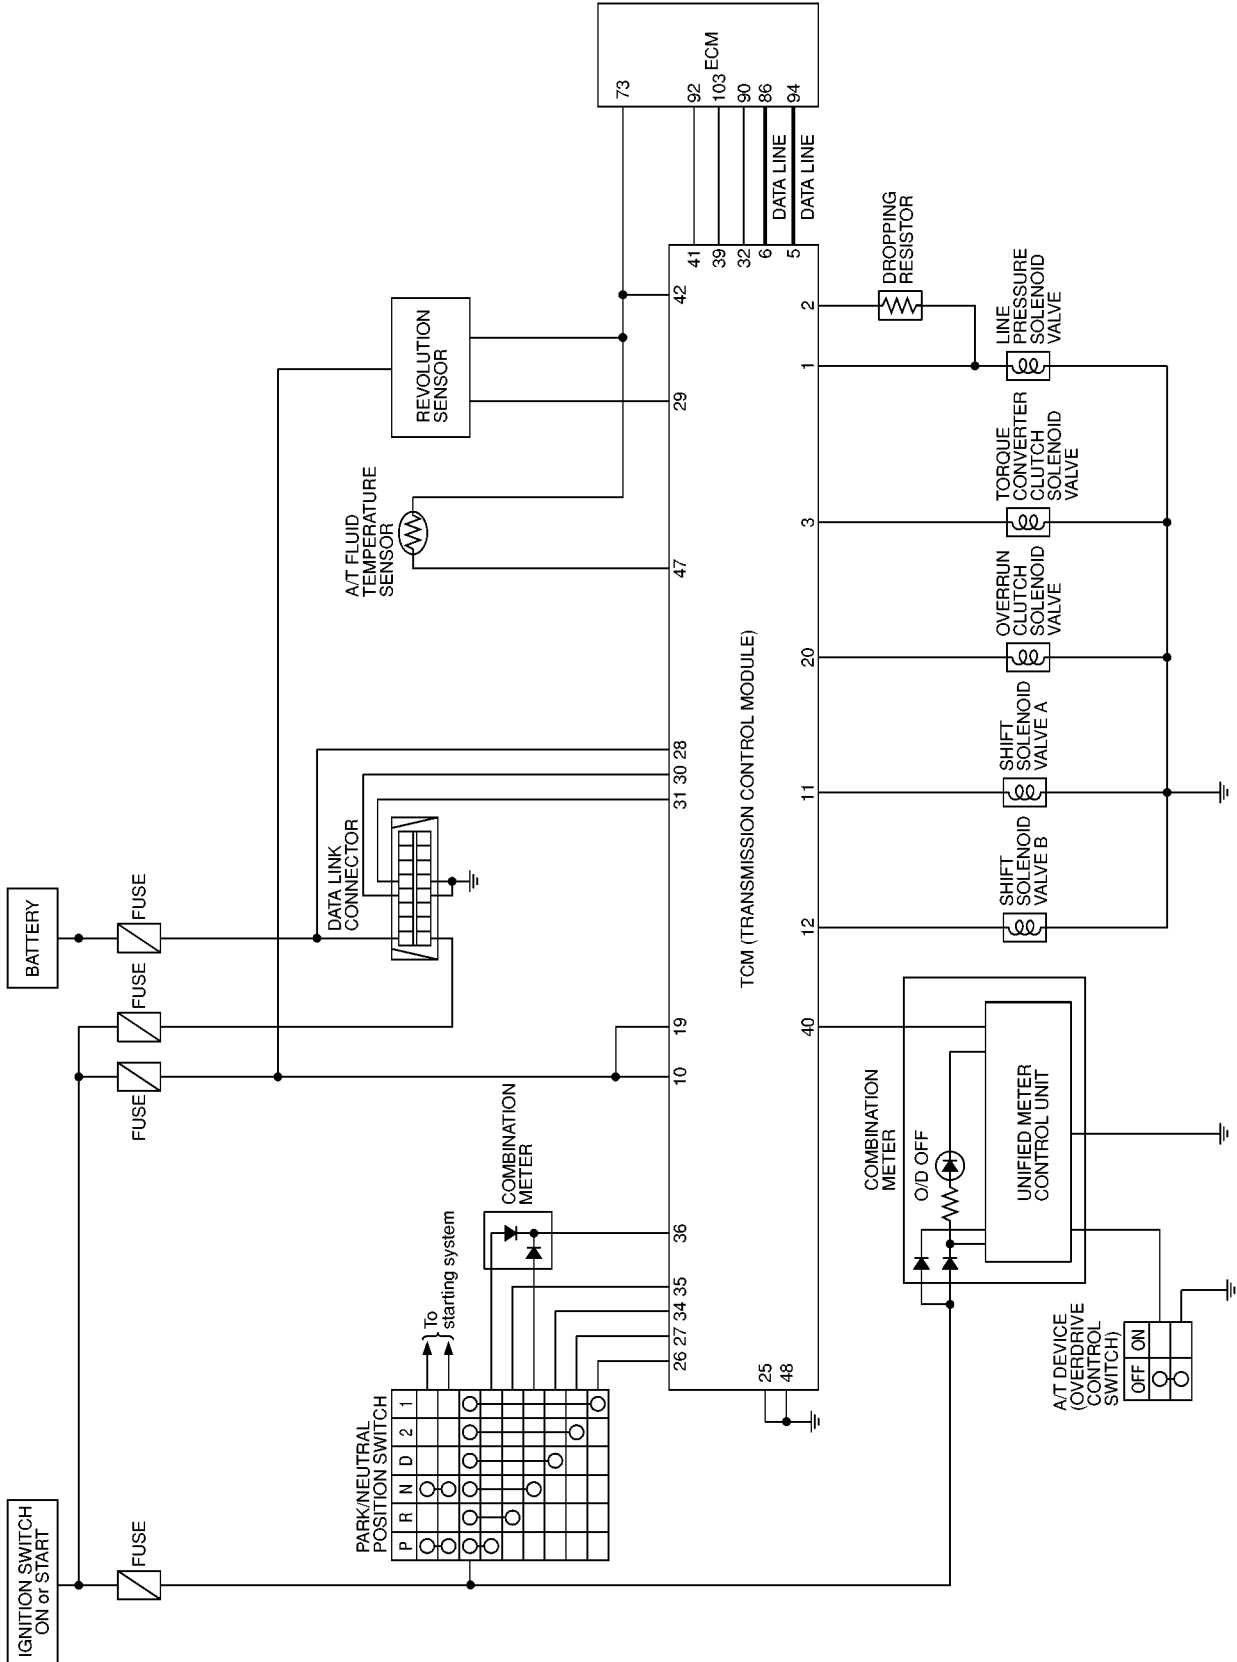 IGNITION SWITCH
ON or START
BATTERY
FUSE
FUSE
FUSE
FUSE
DATA LINK
CONNECTOR
A/T FLUID
TEMPERATURE
SENSOR
REVOLUTION
SENSOR
PARK/NEUTRAL
POSITION SWITCH
P R N D 2 1
To
starting system
COMBINATION
METER
26 27 34 35 36 10 19 31 30 28 47 29 42
73
92
103
90
86
94
ECM
DATA LINE
DATA LINE
41
39
32
6
5
TCM (TRANSMISSION CONTROL MODULE)
25
48
40 12 11 20 3 1 2
DROPPING
RESISTOR
COMBINATION
METER
O/D OFF
UNIFIED METER
CONTROL UNIT
A/T DEVICE
(OVERDRIVE
CONTROL
SWITCH)
OFF ON
SHIFT
SOLENOID
VALVE B
SHIFT
SOLENOID
VALVE A
OVERRUN
CLUTCH
SOLENOID
VALVE
TORQUE
CONVERTER
CLUTCH
SOLENOID
VALVE
LINE
PRESSURE
SOLENOID
VALVE